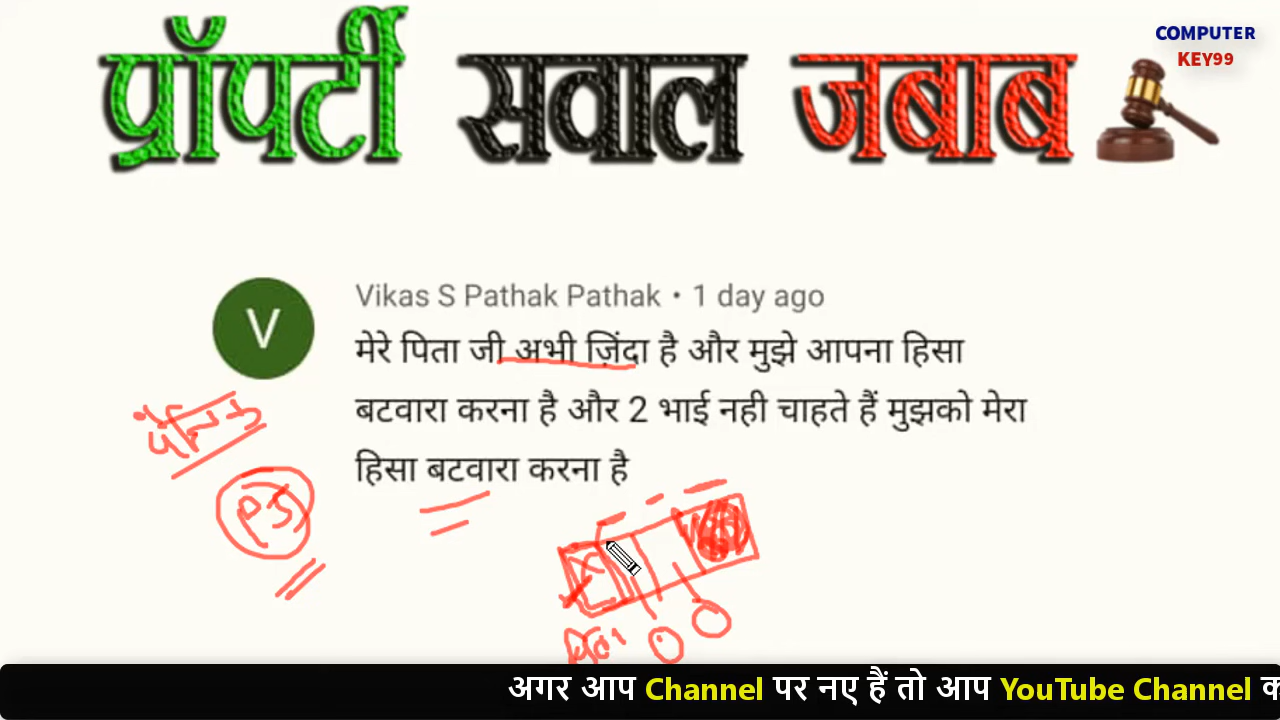 प्रॉपर्टी सवाल जबाब
COMPUTER
KEY99
V
Vikas S Pathak Pathak • 1 day ago
मेरे पिता जी अभी ज़िंदा है और मुझे आपना हिसा
बटवारा करना है और 2 भाई नही चाहते हैं मुझको मेरा
हिसा बटवारा करना है
PS
अगर आप Channel पर नए हैं तो आप YouTube Channel क